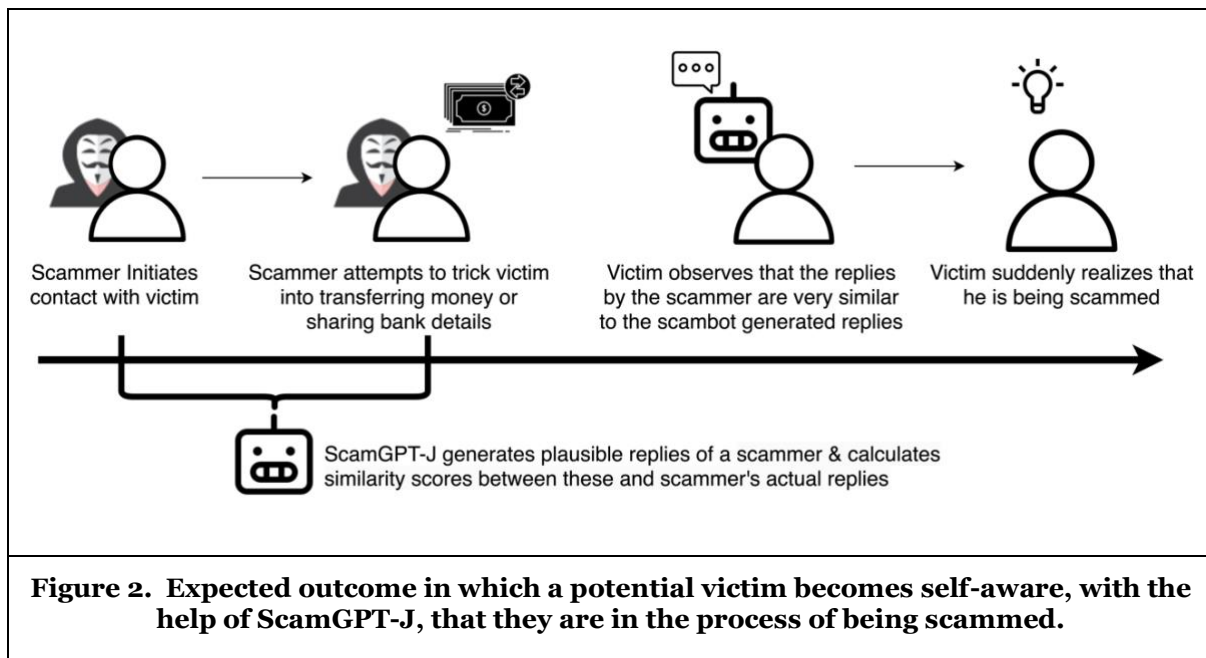 Scammer Initiates
contact with victim
Scammer attempts to trick victim
into transferring money or
sharing bank details
Victim observes that the replies
by the scammer are very similar
to the scambot generated replies
Victim suddenly realizes that
he is being scammed
ScamGPT-J generates plausible replies of a scammer & calculates
similarity scores between these and scammer's actual replies
Figure 2. Expected outcome in which a potential victim becomes self-aware, with the
help of ScamGPT-J, that they are in the process of being scammed.